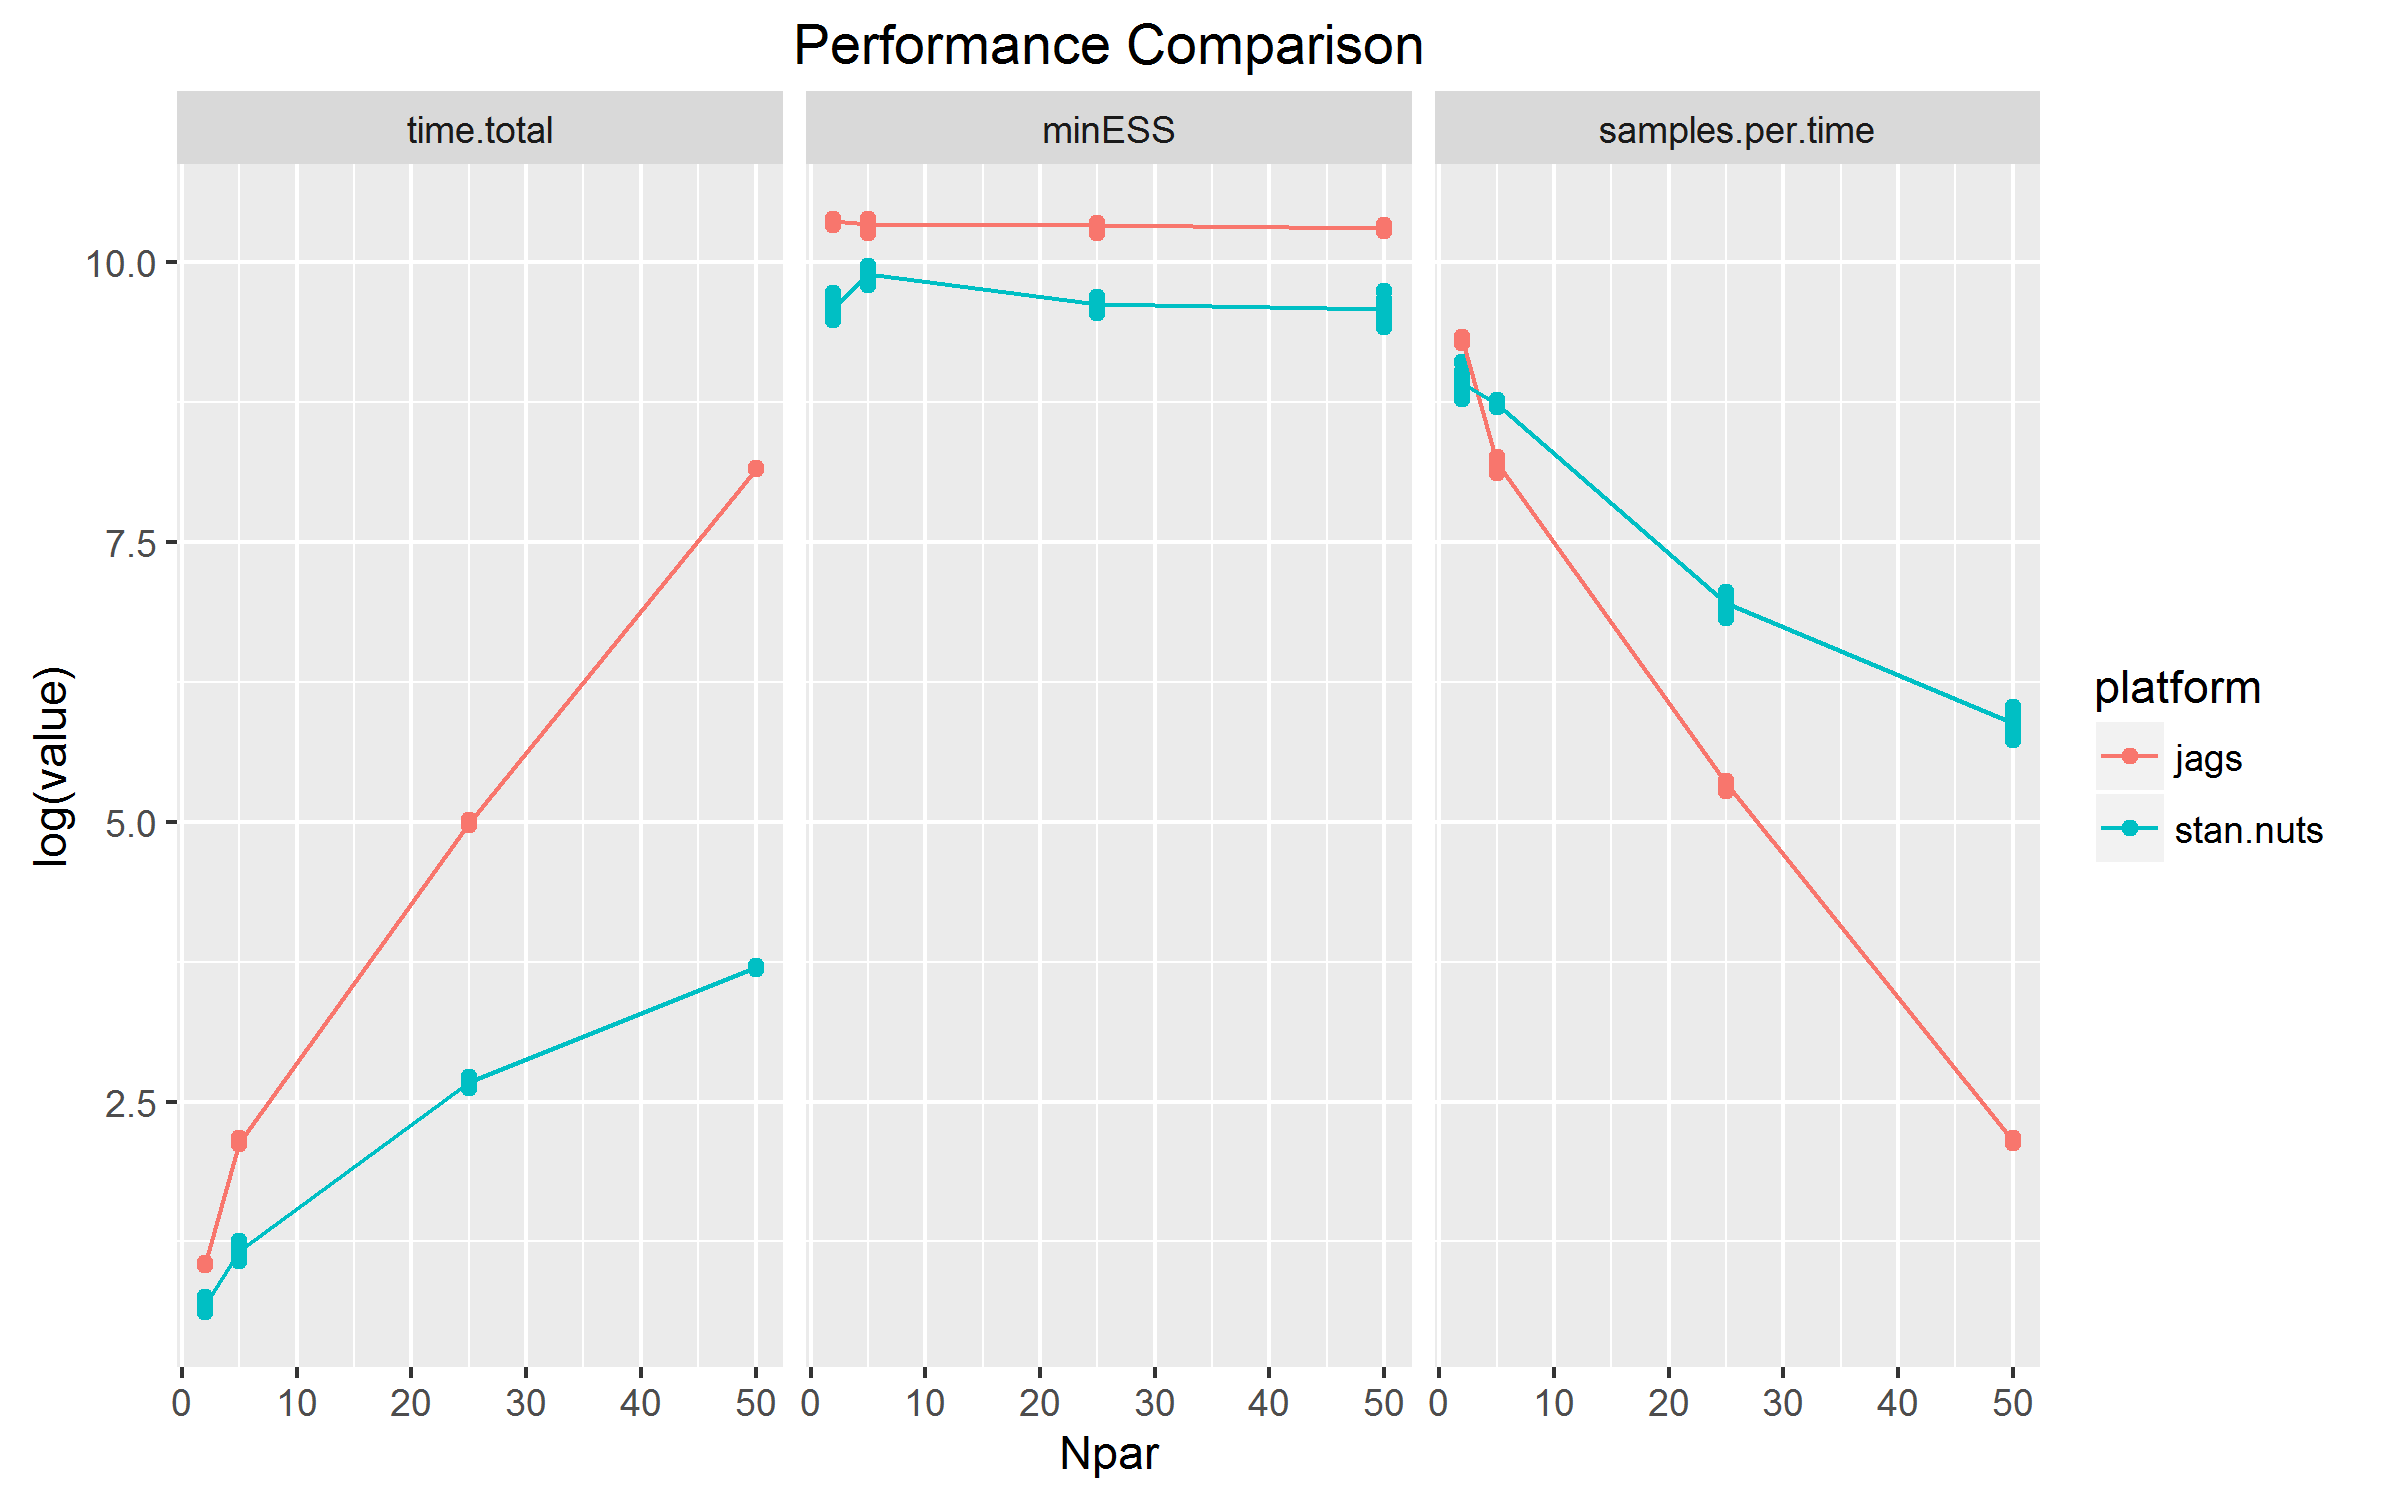 Performance Comparison
time.total minESS samples.per.time
10.0
7.5
5.0
2.5
log(value)
0 10 20 30 40 50 0 10 20 30 40 50 0 10 20 30 40 50
Npar
platform
jags
stan.nuts